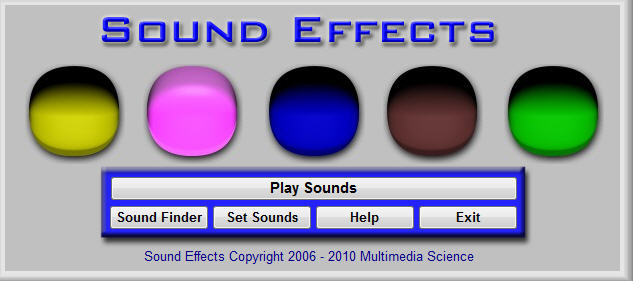 Sound Effects
Play Sounds
Sound Finder Set Sounds Help Exit
Sound Effects Copyright 2006 - 2010 Multimedia Science